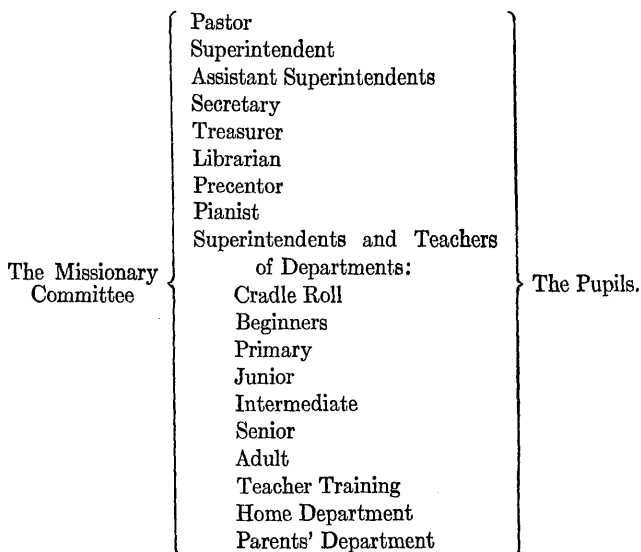 Pastor
Superintendent
Assistant Superintendents
Secretary
Treasurer
Librarian
Precentor
Pianist
Superintendents and Teachers
of Departments:
The Missionary
Committee
Cradle Roll
Beginners
Primary
Junior
Intermediate
Senior
Adult
Teacher Training
Home Department
Parents' Department
The Pupils.